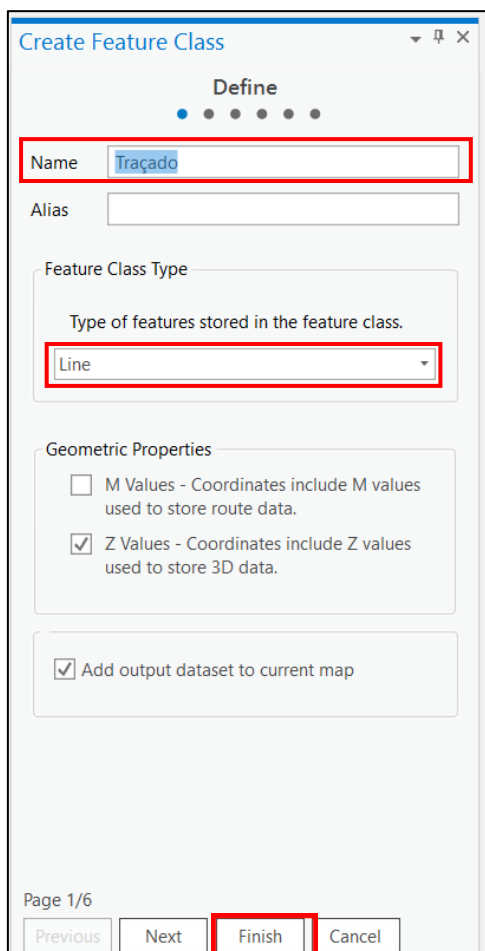 Create Feature Class
Define
Name Traçado
Alias
Feature Class Type
Type of features stored in the feature class.
Line
Geometric Properties
M Values - Coordinates include M values
used to store route data.
Z Values - Coordinates include Z values
used to store 3D data.
Add output dataset to current map
Page 1/6
Previous Next Finish Cancel